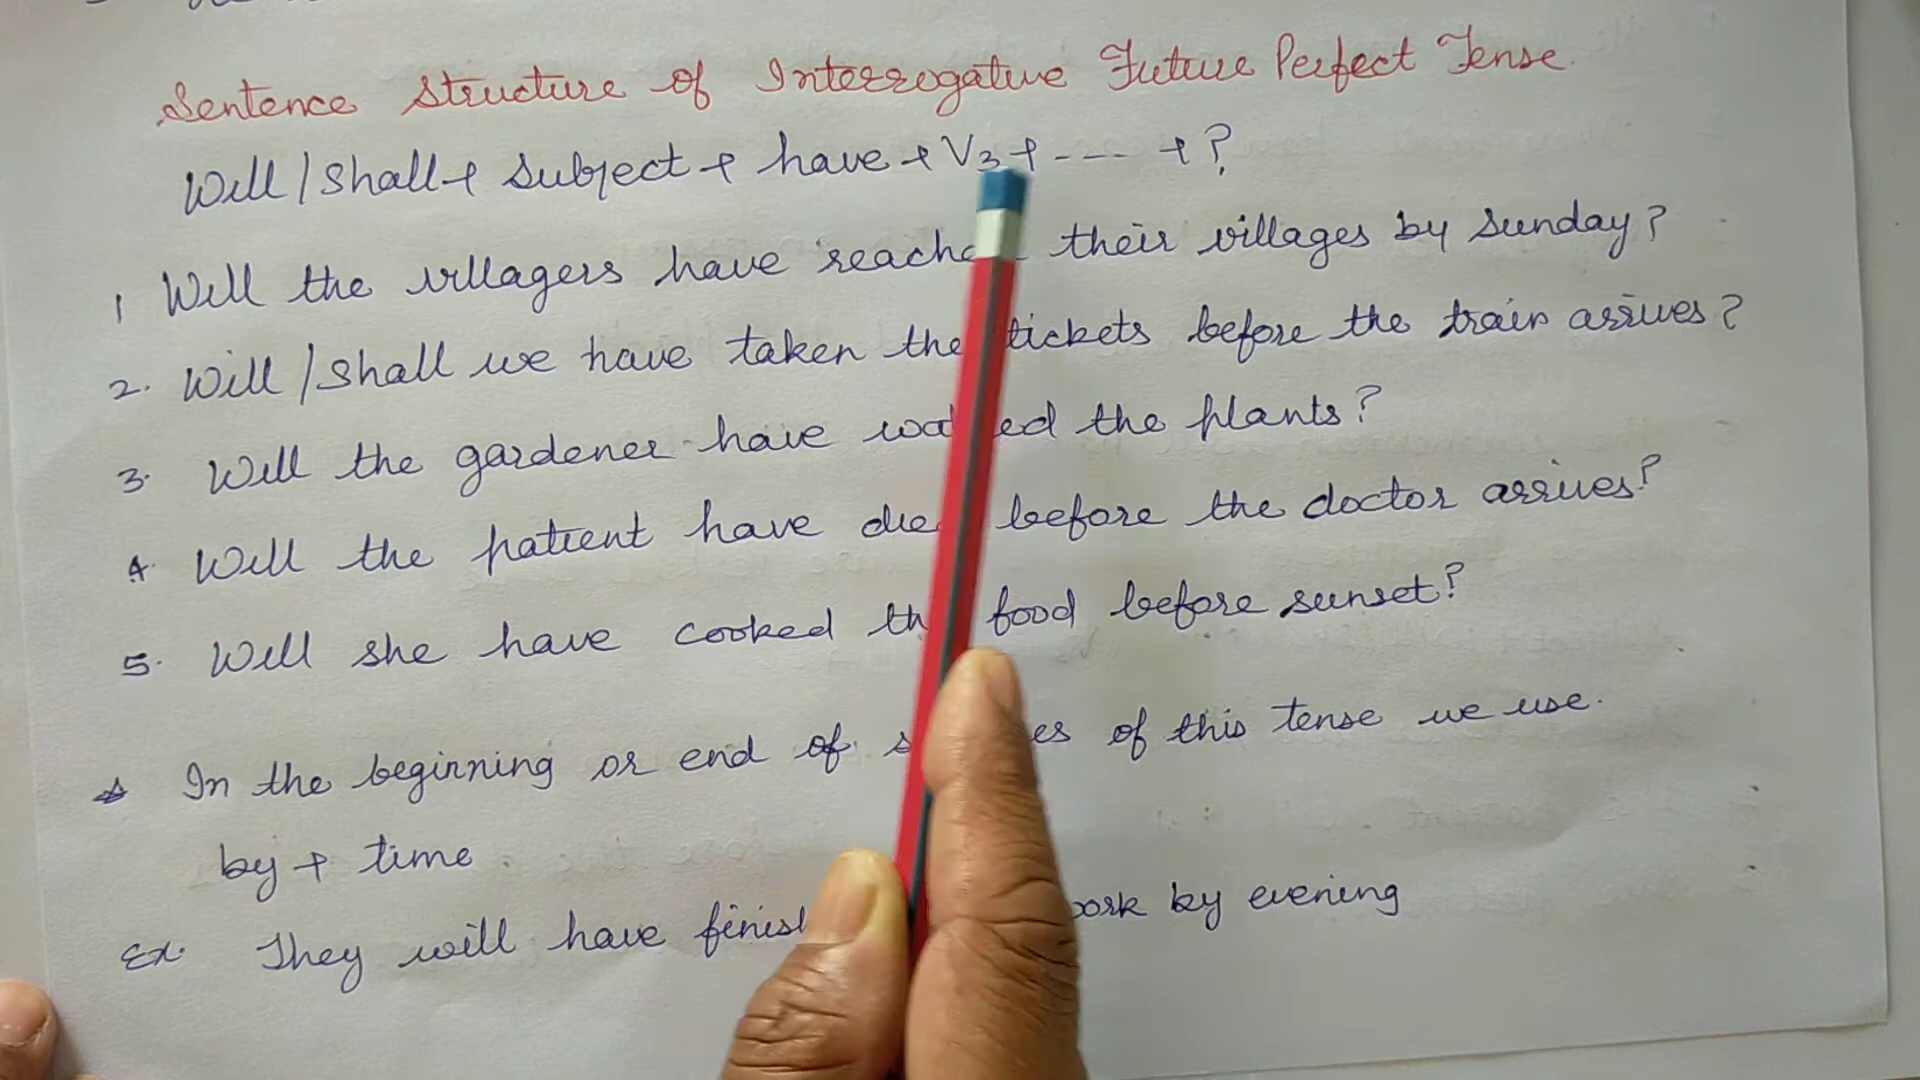 Sentence Structure of Interrogative Future Perfect Tense.
Will / Shall + Subject + have + V3 + ---- + ?
1 Will the villagers have their villages by Sunday?
2. Will / Shall we have taken the tickets before the train arrives?
3. Will the gardener have the plants?
4. Will the patient have before the doctor arrives?
5. Will she have cooked food before sunset?
In the beginning or end of of this tense we use.
by + time.
Ex. They will have by evening